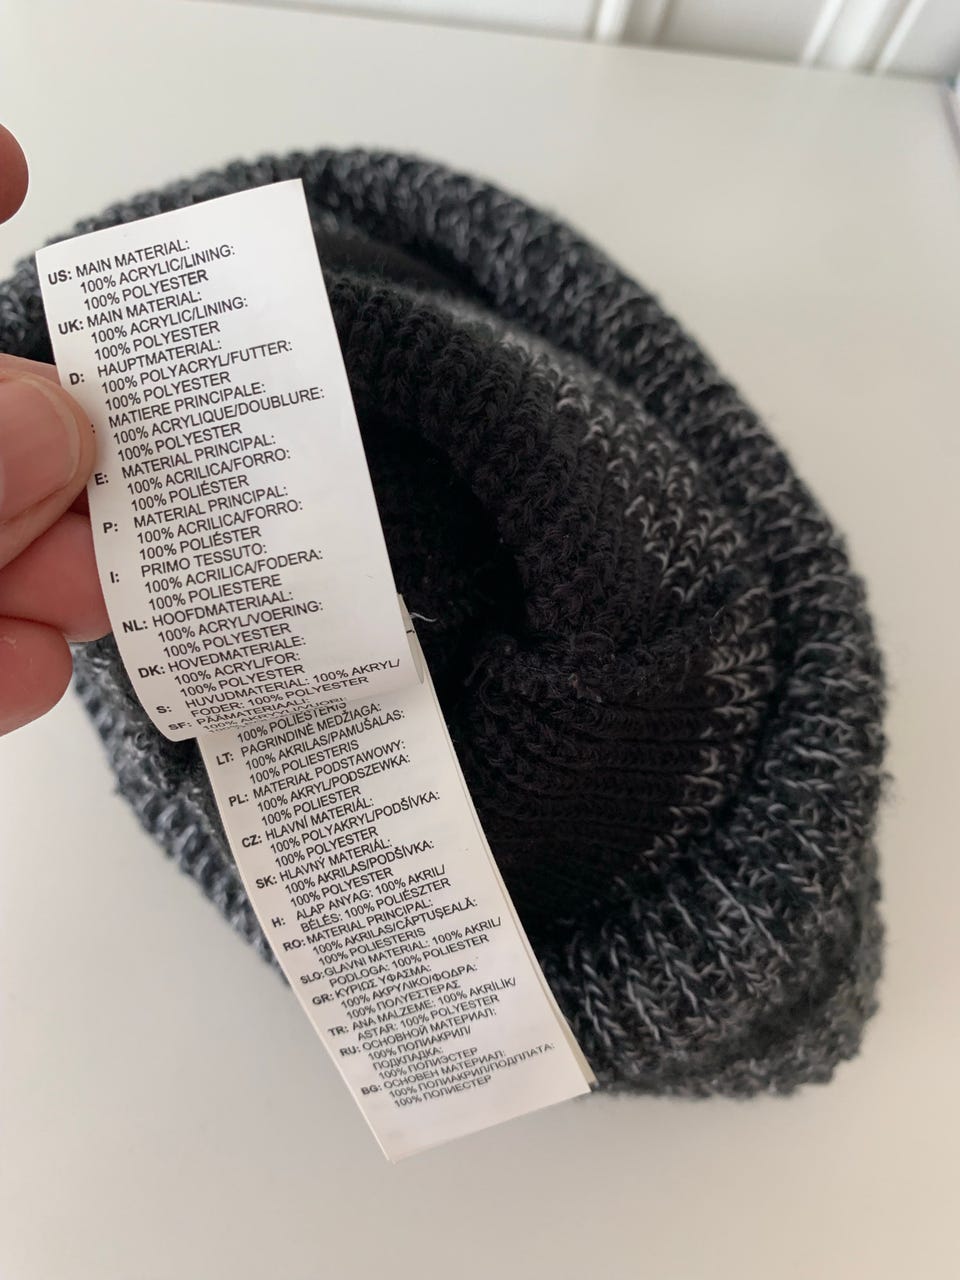 US: MAIN MATERIAL:
100% ACRYLIC/LINING:
100% POLYESTER
UK: MAIN MATERIAL:
100% ACRYLIC/LINING:
100% POLYESTER
D: HAUPTMATERIAL:
100% POLYACRYL/FUTTER:
100% POLYESTER
: MATIERE PRINCIPALE:
100% ACRYLIQUE/DOUBLURE:
100% POLYESTER
E: MATERIAL PRINCIPAL:
100% ACRILICA/FORRO:
100% POLIÉSTER
P: MATERIAL PRINCIPAL:
100% ACRILICA/FORRO:
100% POLIÉSTER
I: PRIMO TESSUTO:
100% ACRILICA/FODERA:
100% POLIESTERE
NL: HOOFDMATERIAAL:
100% ACRYL/VOERING:
100% POLYESTER
DK: HOVEDMATERIALE:
100% ACRYL/FOR:
100% POLYESTER
S: HUVUDMATERIAL: 100% AKRYL/
FODER: 100% POLYESTER
SF: PÄÄMATERIAALI:
100%
100% POLIESTERIS
LT: PAGRINDINĖ MEDŽIAGA:
100% AKRILAS/PAMUŠALAS:
100% POLIESTERIS
PL: MATERIAŁ PODSTAWOWY:
100% AKRYL/PODSZEWKA:
100% POLIESTER
CZ: HLAVNÍ MATERIÁL:
100% POLYAKRYL/PODŠÍVKA:
100% POLYESTER
SK: HLAVNÝ MATERIÁL:
100% AKRILAS/PODŠÍVKA:
100% POLYESTER
H: ALAP ANYAG: 100% AKRIL/
BÉLÉS: 100% POLIÉSZTER
RO: MATERIAL PRINCIPAL:
100% AKRILAS/CĂPTUŞEALĂ:
100% POLIESTERIS
SLO: GLAVNI MATERIAL: 100% AKRIL/
PODLOGA: 100% POLIESTER
GR: ΚΥΡΙΩΣ ΥΦΑΣΜΑ:
100% ΑΚΡΥΛΙΚΟ/ΦΟΔΡΑ:
100% ΠΟΛΥΕΣΤΕΡΑΣ
TR: ANA MALZEME: 100% AKRİLİK/
ASTAR: 100% POLYESTER
RU: ОСНОВНОЙ МАТЕРИАЛ:
100% ПОЛИАКРИЛ/
ПОДКЛАДКА:
100% ПОЛИЭСТЕР
BG: ОСНОВЕН МАТЕРИАЛ:
100% ПОЛИАКРИЛ/ПОДПЛАТА:
100% ПОЛИЕСТЕР